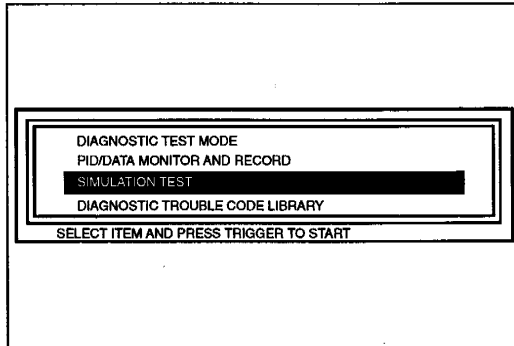 DIAGNOSTIC TEST MODE
PID/DATA MONITOR AND RECORD
SIMULATION TEST
DIAGNOSTIC TROUBLE CODE LIBRARY
SELECT ITEM AND PRESS TRIGGER TO START